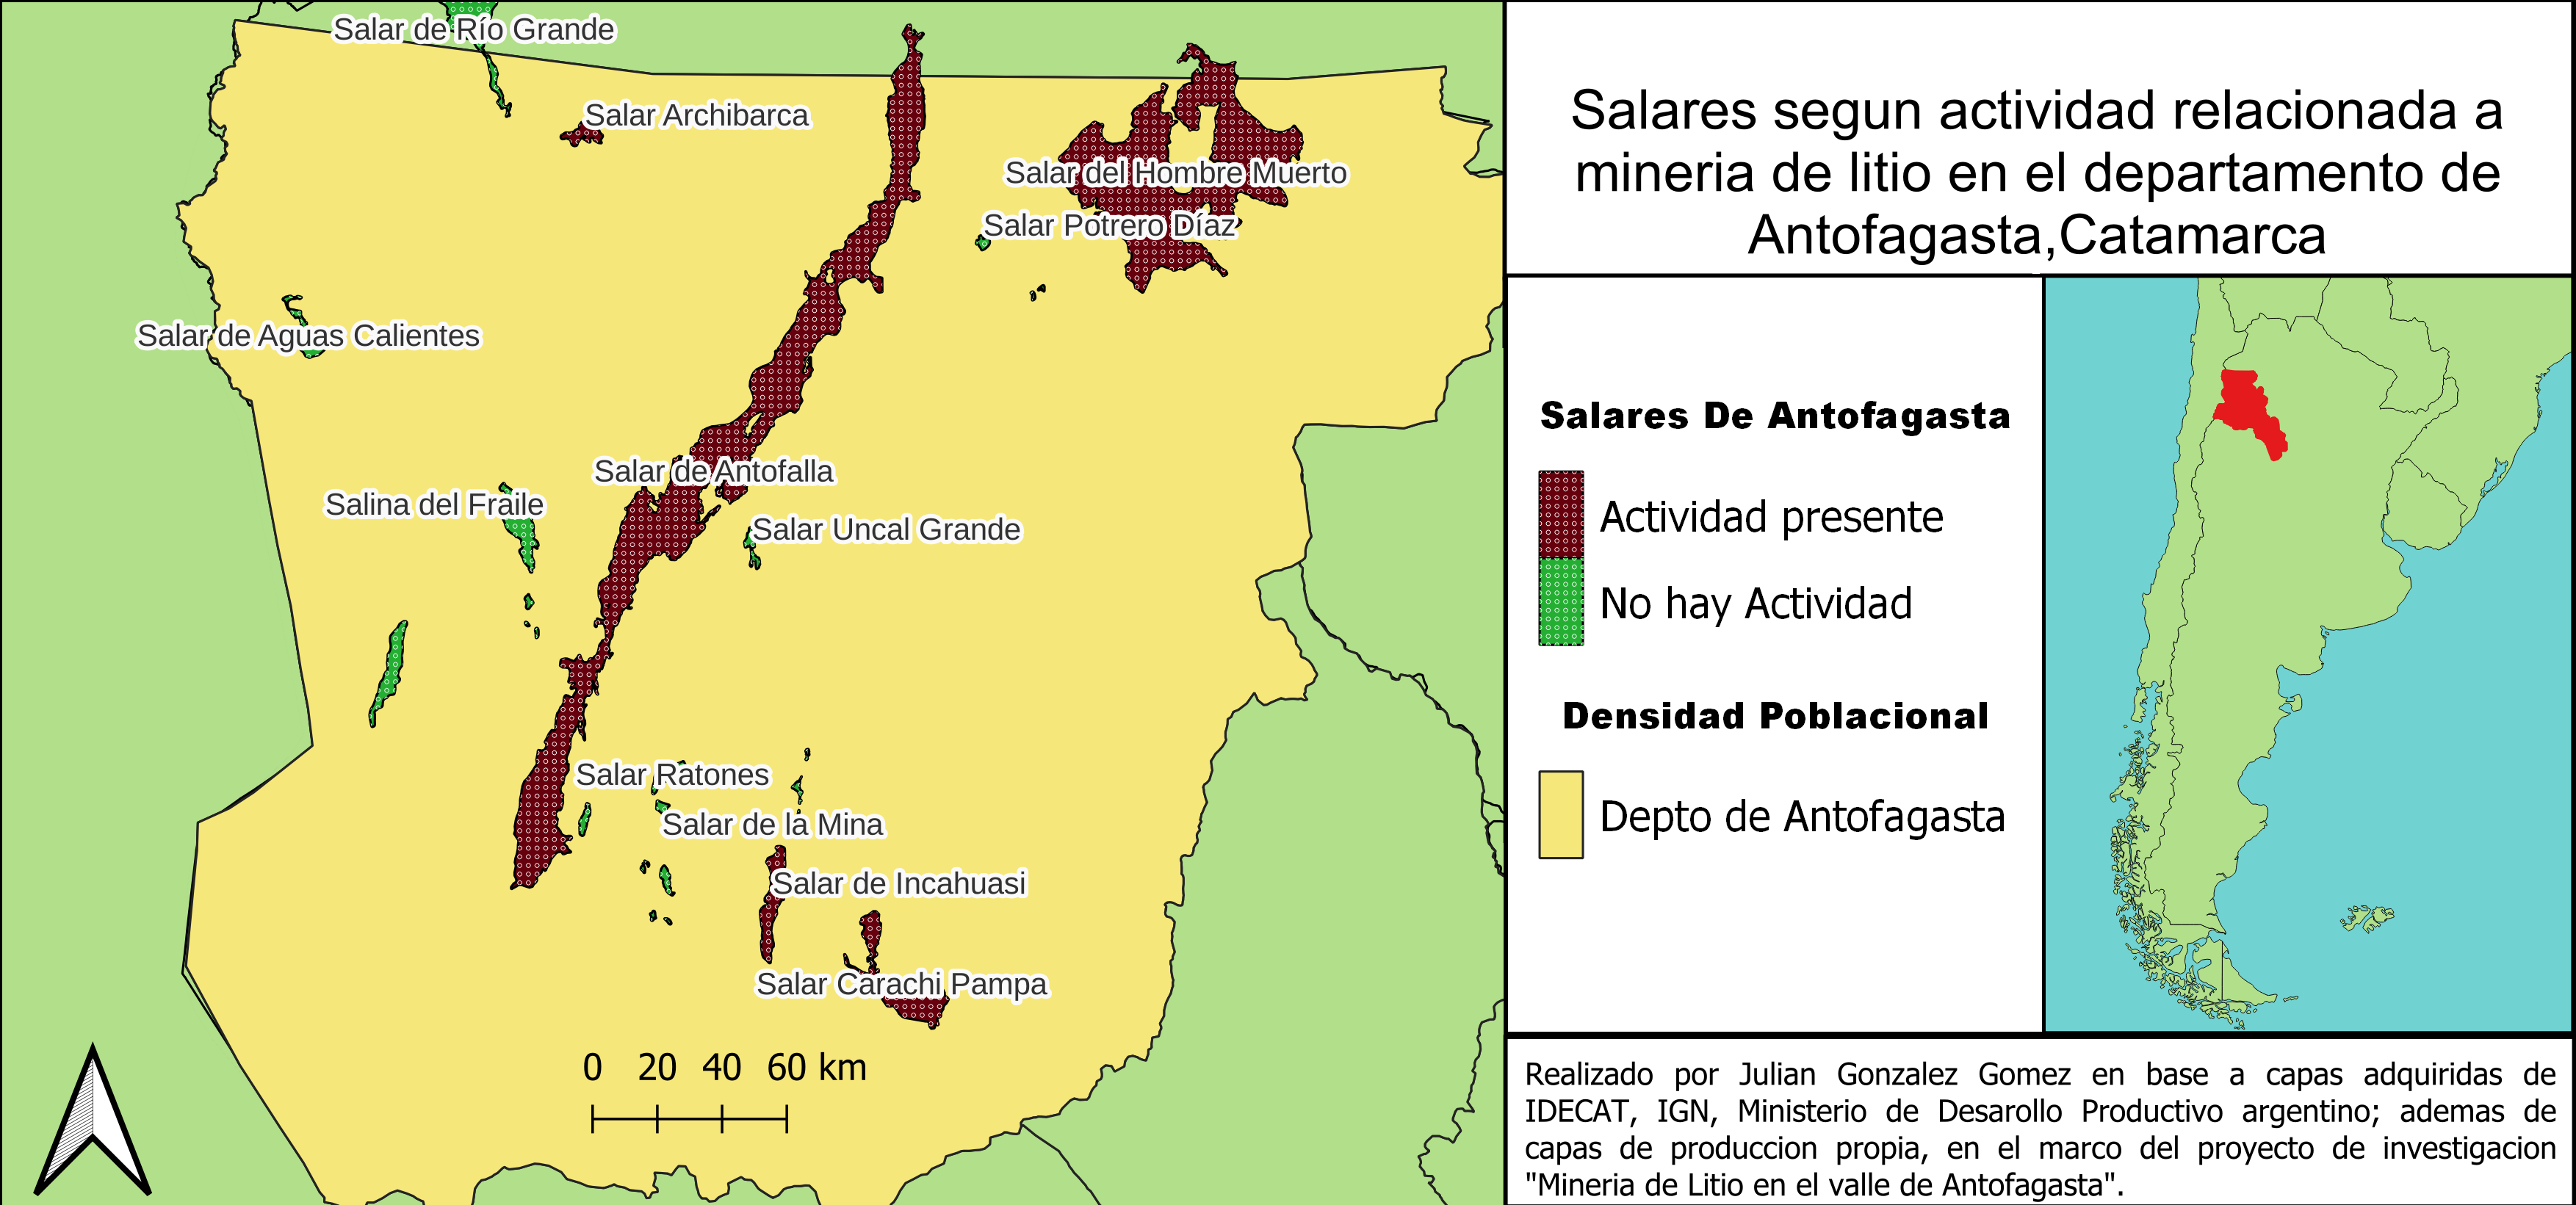 Salar de Río Grande
Salar Archibarca
Salar del Hombre Muerto
Salar Potrero Díaz
Salar de Aguas Calientes
Salar de Antofalla
Salina del Fraile
Salar Uncal Grande
Salar Ratones
Salar de la Mina
Salar de Incahuasi
Salar Carachi Pampa
0 20 40 60 km
Salares segun actividad relacionada a
mineria de litio en el departamento de
Antofagasta,Catamarca
Salares De Antofagasta
Actividad presente
No hay Actividad
Densidad Poblacional
Depto de Antofagasta
Realizado por Julian Gonzalez Gomez en base a capas adquiridas de
IDECAT, IGN, Ministerio de Desarollo Productivo argentino; ademas de
capas de produccion propia, en el marco del proyecto de investigacion
"Mineria de Litio en el valle de Antofagasta".